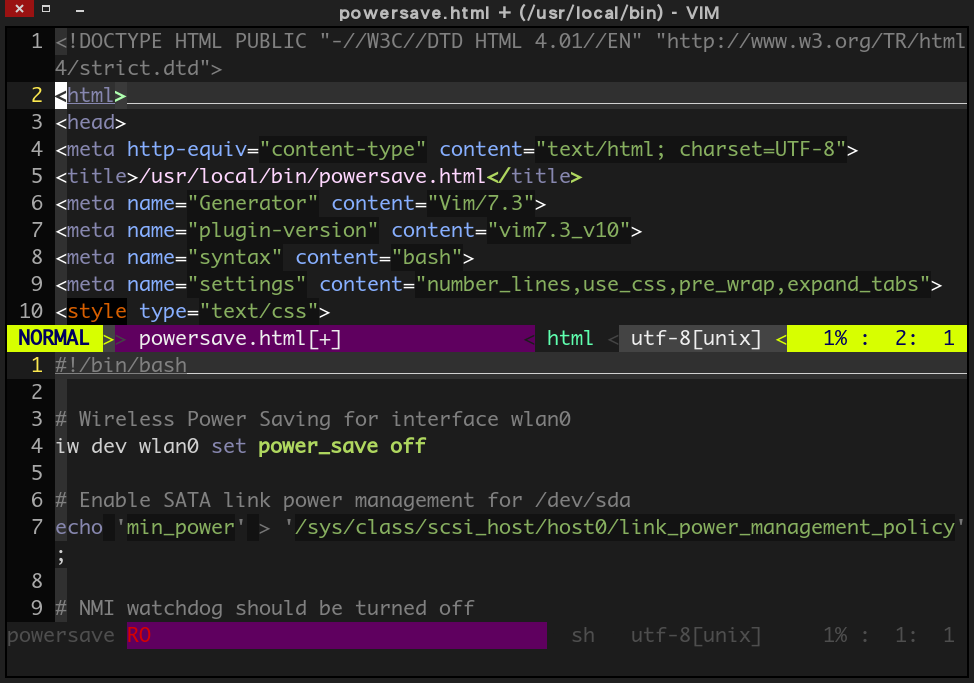 powersave.html + (/usr/local/bin) - VIM
1 <!DOCTYPE HTML PUBLIC "-//W3C//DTD HTML 4.01//EN" "http://www.w3.org/TR/html
4/strict.dtd">
2 <html>
3 <head>
4 <meta http-equiv="content-type" content="text/html; charset=UTF-8">
5 <title>/usr/local/bin/powersave.html</title>
6 <meta name="Generator" content="Vim/7.3">
7 <meta name="plugin-version" content="vim7.3_v10">
8 <meta name="syntax" content="bash">
9 <meta name="settings" content="number_lines,use_css,pre_wrap,expand_tabs">
10 <style type="text/css">
NORMAL >> powersave.html[+] < html < utf-8[unix] < 1% : 2: 1
1 #!/bin/bash
2
3 # Wireless Power Saving for interface wlan0
4 iw dev wlan0 set power_save off
5
6 # Enable SATA link power management for /dev/sda
7 echo 'min_power' > '/sys/class/scsi_host/host0/link_power_management_policy'
;
8
9 # NMI watchdog should be turned off
powersave RO sh utf-8[unix] 1% : 1: 1